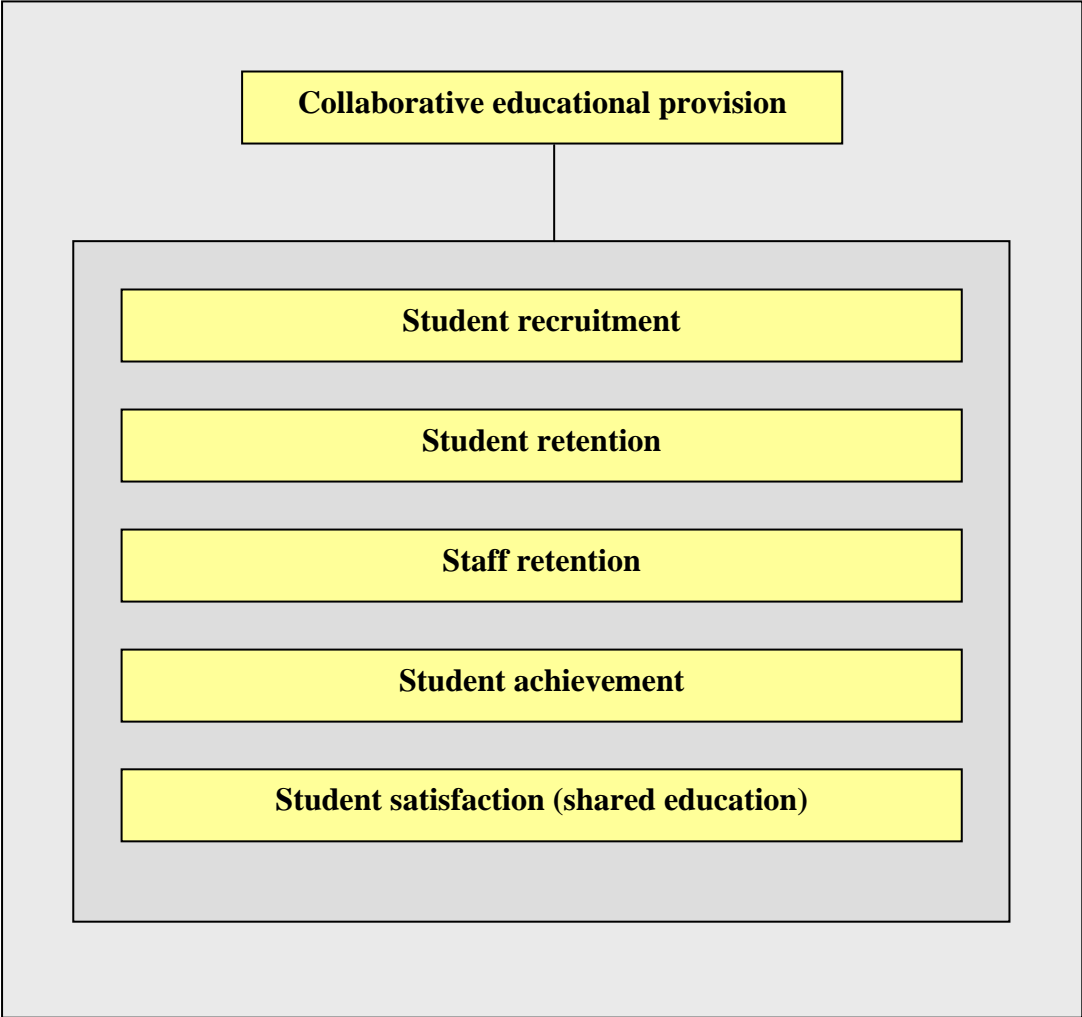 Collaborative educational provision
Student recruitment
Student retention
Staff retention
Student achievement
Student satisfaction (shared education)